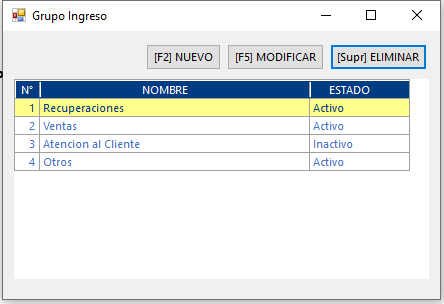 Grupo Ingreso
[F2] NUEVO [F5] MODIFICAR [Supr] ELIMINAR
N° NOMBRE ESTADO
1 Recuperaciones Activo
2 Ventas Activo
3 Atencion al Cliente Inactivo
4 Otros Activo